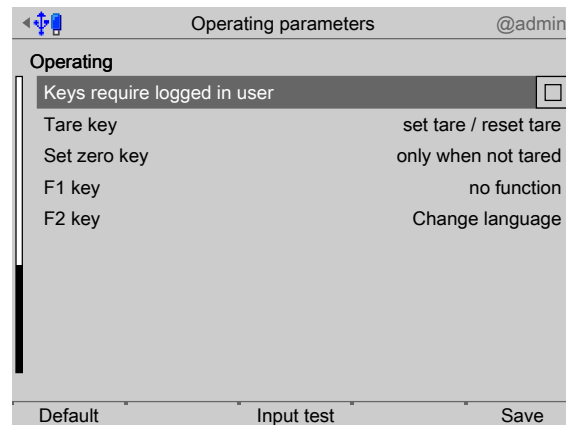 Operating parameters @admin
Operating
Keys require logged in user
Tare key set tare / reset tare
Set zero key only when not tared
F1 key no function
F2 key Change language
Default Input test Save